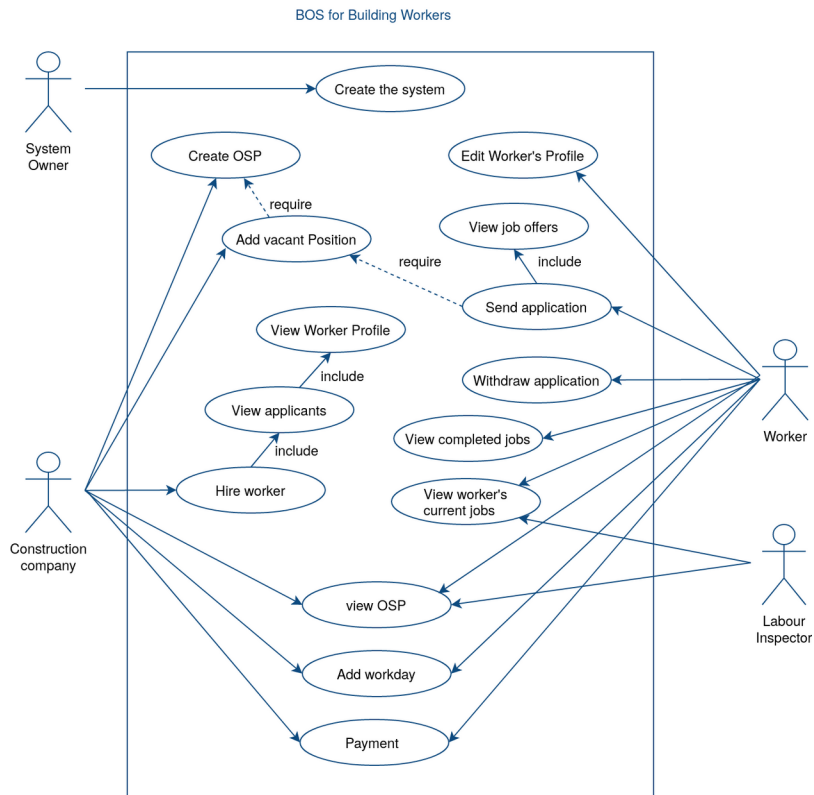 BOS for Building Workers
Create the system
System
Owner
Create OSP
Edit Worker's Profile
require
Add vacant Position
View job offers
require
include
Send application
View Worker Profile
include
Withdraw application
View applicants
include
View completed jobs
Worker
Hire worker
View worker's
current jobs
Construction
company
view OSP
Labour
Inspector
Add workday
Payment